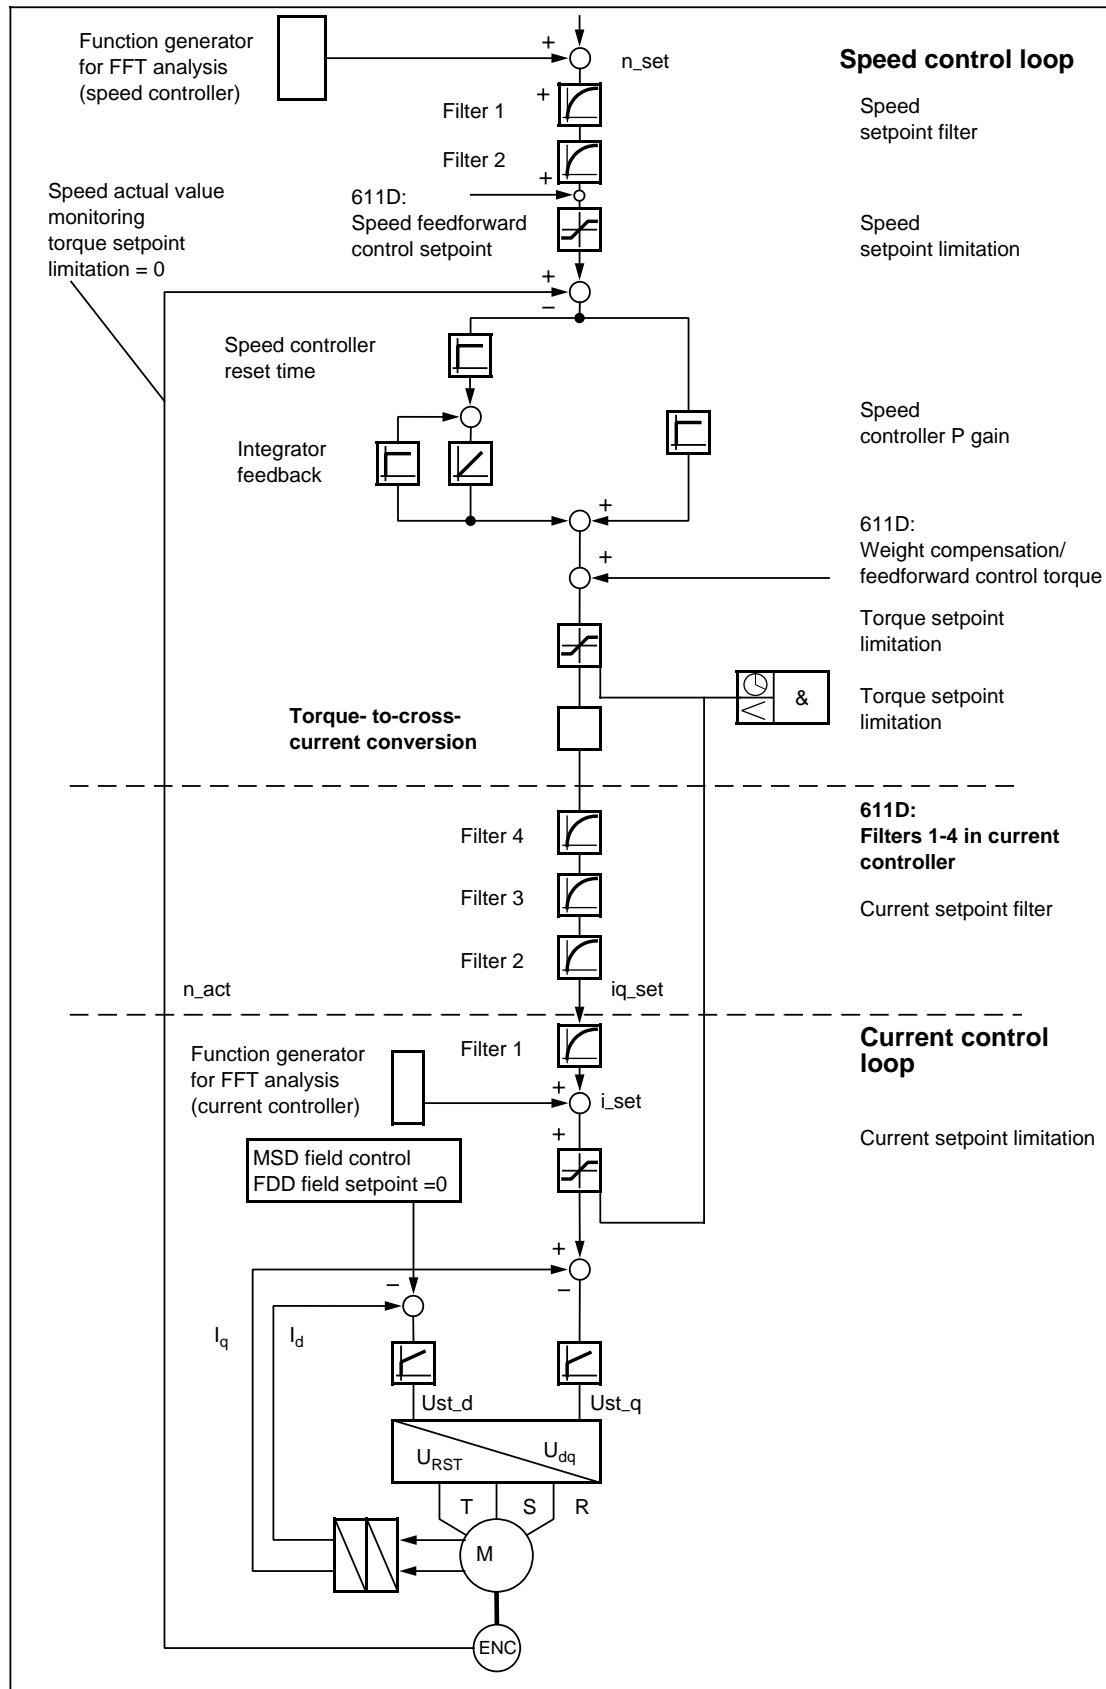 Function generator
for FFT analysis
(speed controller)
+
n_set
Speed control loop
Filter 1
+
Speed
setpoint filter
Filter 2
+
Speed actual value
monitoring
torque setpoint
limitation = 0
611D:
Speed feedforward
control setpoint
Speed
setpoint limitation
+
−
Speed controller
reset time
Integrator
feedback
Speed
controller P gain
+
+
611D:
Weight compensation/
feedforward control torque
Torque setpoint
limitation
&
Torque setpoint
limitation
Torque- to-cross-
current conversion
611D:
Filters 1-4 in current
controller
Filter 4
Filter 3
Current setpoint filter
Filter 2
n_act
iq_set
Current control
loop
Filter 1
Function generator
for FFT analysis
(current controller)
+
i_set
+
Current setpoint limitation
MSD field control
FDD field setpoint =0
+
−
−
Iq
Id
Ust_d
Ust_q
URST
Udq
T
S
R
M
ENC